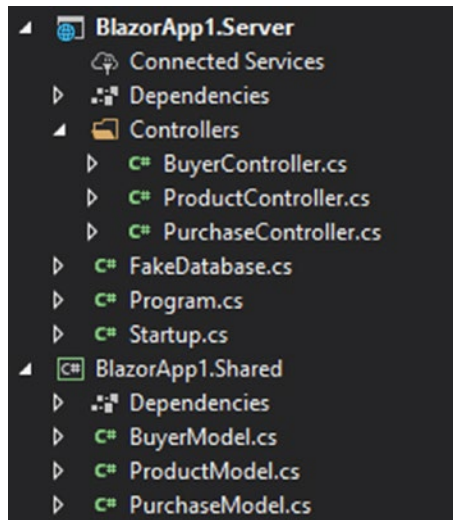 BlazorApp1.Server
Connected Services
Dependencies
Controllers
C# BuyerController.cs
C# ProductController.cs
C# PurchaseController.cs
C# FakeDatabase.cs
C# Program.cs
C# Startup.cs
C# BlazorApp1.Shared
Dependencies
C# BuyerModel.cs
C# ProductModel.cs
C# PurchaseModel.cs